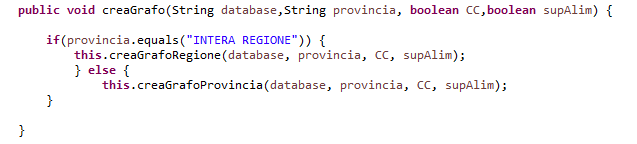 public void creaGrafo(String database,String provincia, boolean CC,boolean supAlim) {
if(provincia.equals("INTERA REGIONE")) {
this.creaGrafoRegione(database, provincia, CC, supAlim);
} else {
this.creaGrafoProvincia(database, provincia, CC, supAlim);
}
}